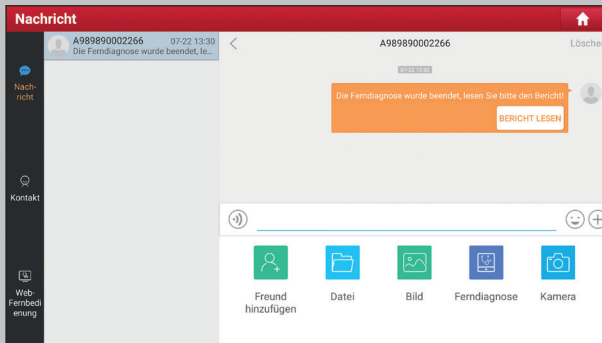 Nachricht
A989890002266 07-22 13:30
Die Ferndiagnose wurde beendet, le...
A989890002266
Löschen
07-22 13:30
Die Ferndiagnose wurde beendet, lesen Sie bitte den Bericht!
BERICHT LESEN
Nach-
richt
Kontakt
Web-
Fernbedi
enung
Freund
hinzufügen
Datei
Bild
Ferndiagnose
Kamera